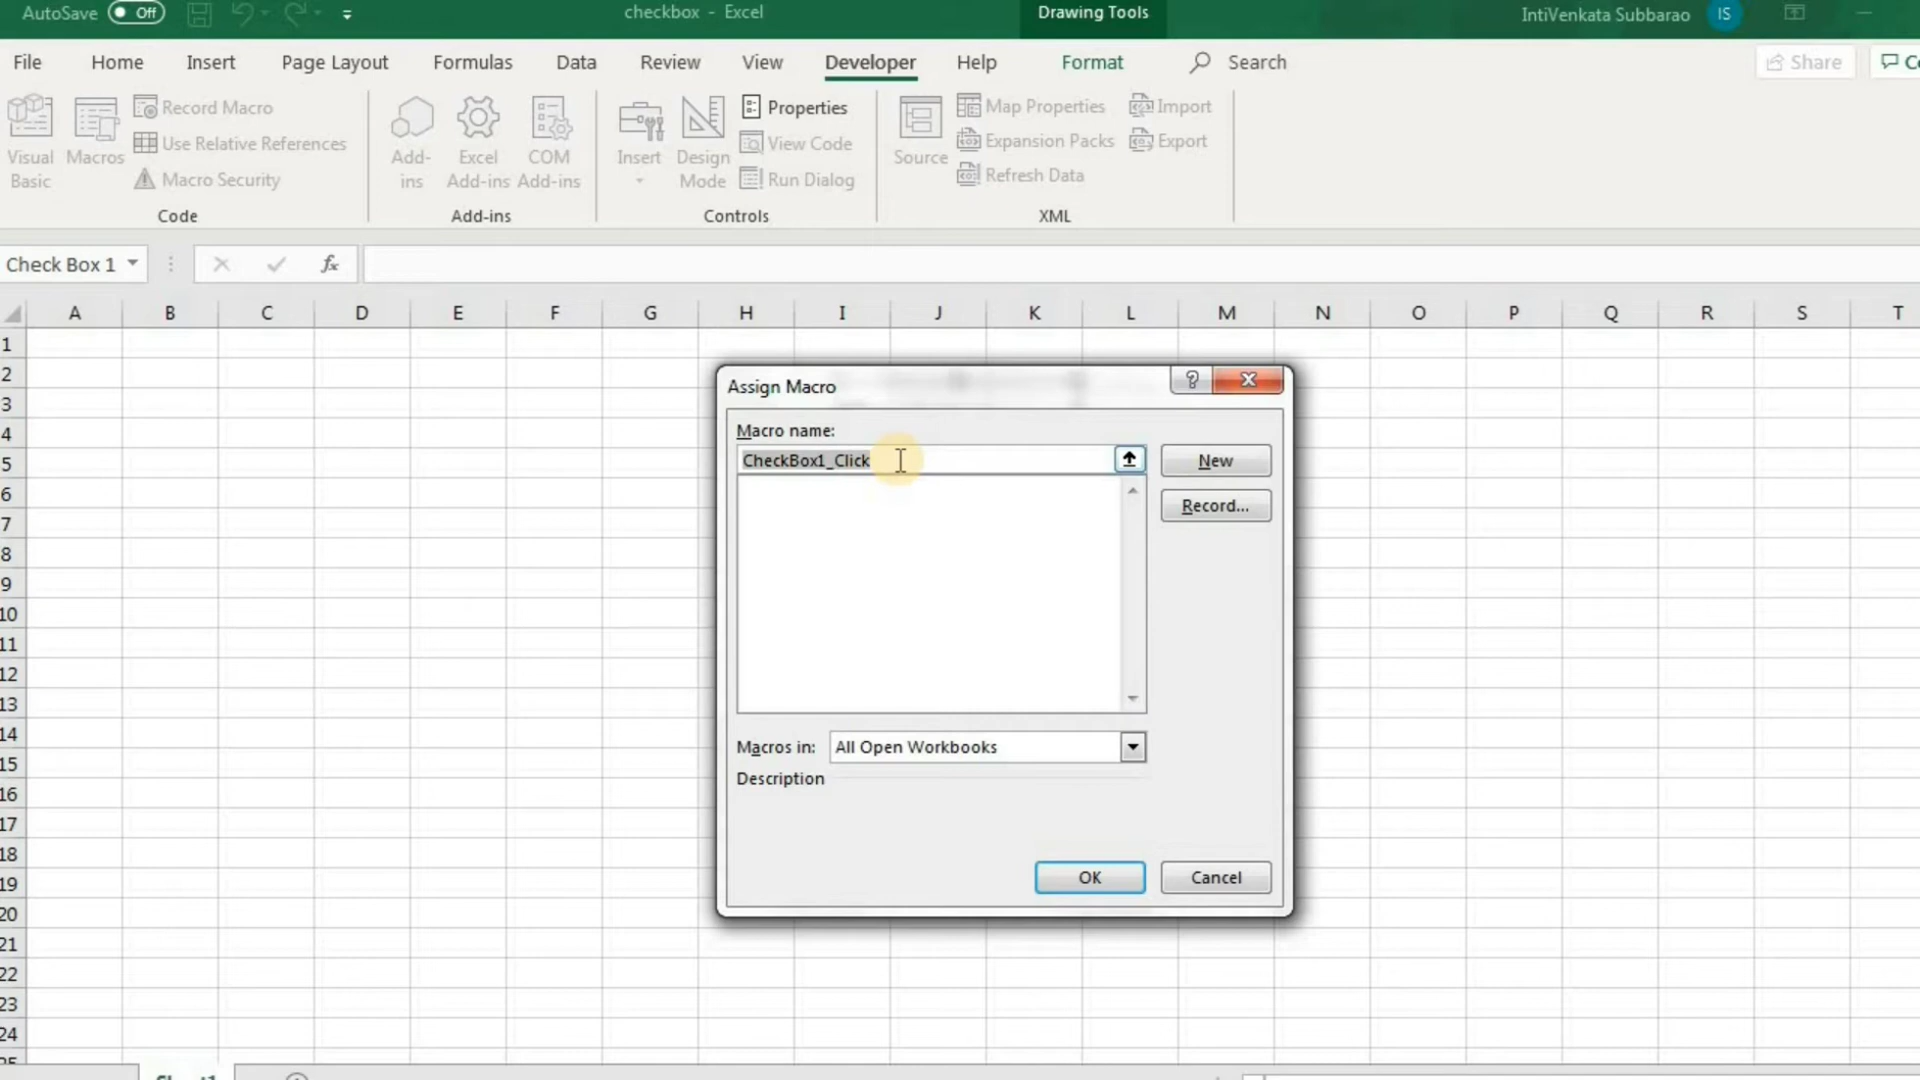 AutoSave Off checkbox - Excel Drawing Tools IntiVenkata Subbarao IS
File Home Insert Page Layout Formulas Data Review View Developer Help Format Search Share Co
Visual Basic
Macros
Record Macro
Use Relative References
Macro Security
Code
Add-ins
Excel Add-ins
COM Add-ins
Add-ins
Insert
Design Mode
Properties
View Code
Run Dialog
Controls
Source
Map Properties
Expansion Packs
Refresh Data
Import
Export
XML
Check Box 1 fx
A B C D E F G H I J K L M N O P Q R S T
1
2
3
4
5
6
7
8
9
10
11
12
13
14
15
16
17
18
19
20
21
22
23
24
25
Assign Macro ?
Macro name:
CheckBox1_Click
New
Record...
Macros in: All Open Workbooks
Description
OK Cancel
Sheet1